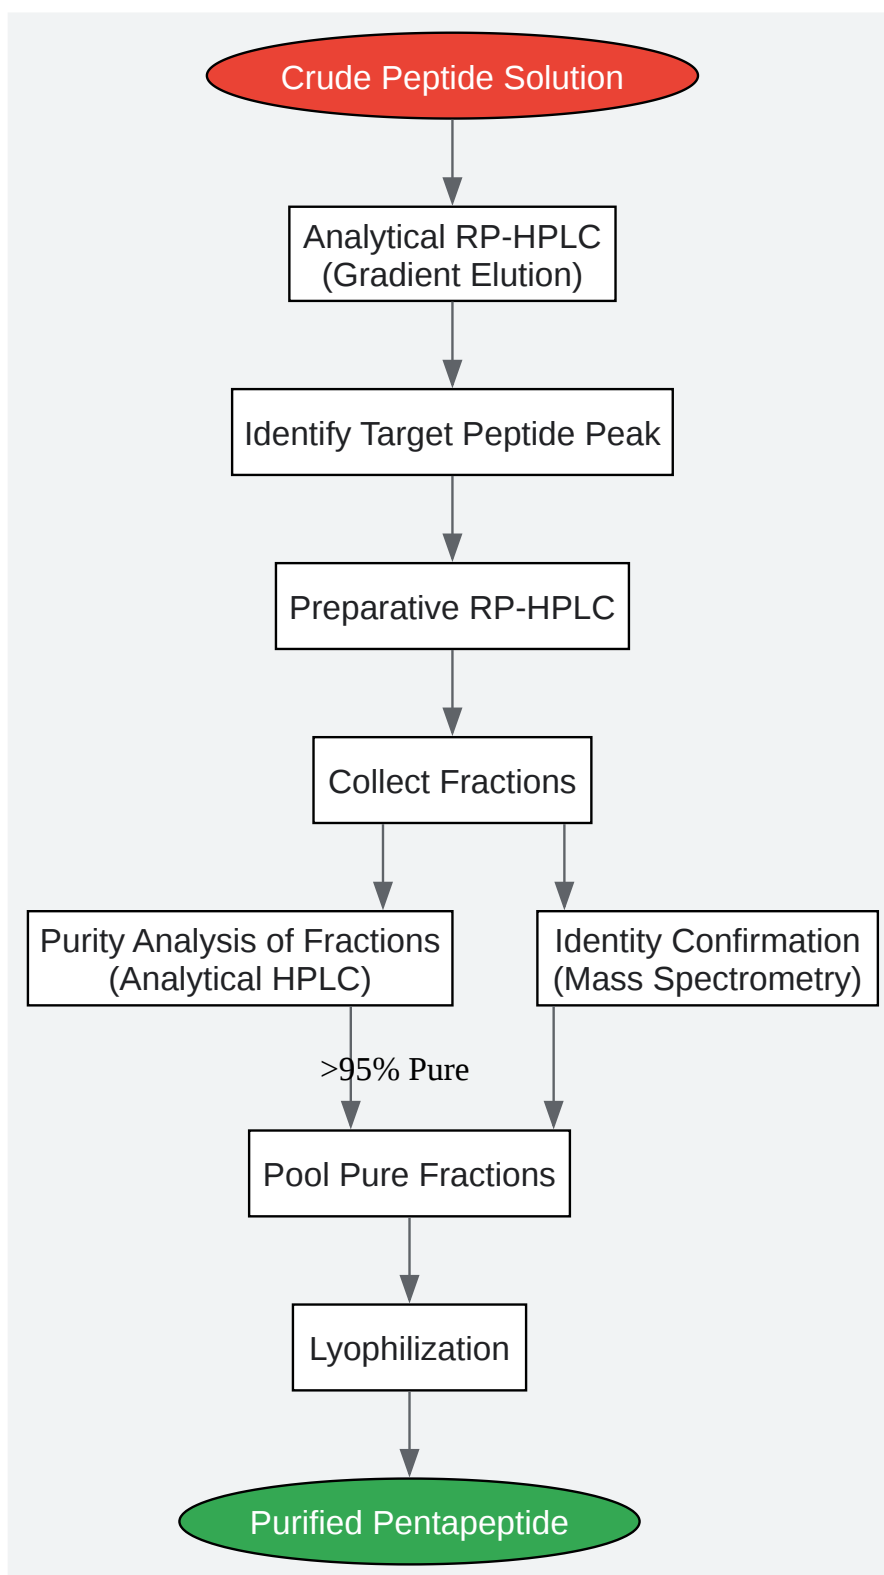 Crude Peptide Solution
Analytical RP-HPLC
(Gradient Elution)
Identify Target Peptide Peak
Preparative RP-HPLC
Collect Fractions
Purity Analysis of Fractions
(Analytical HPLC)
Identity Confirmation
(Mass Spectrometry)
>95% Pure
Pool Pure Fractions
Lyophilization
Purified Pentapeptide